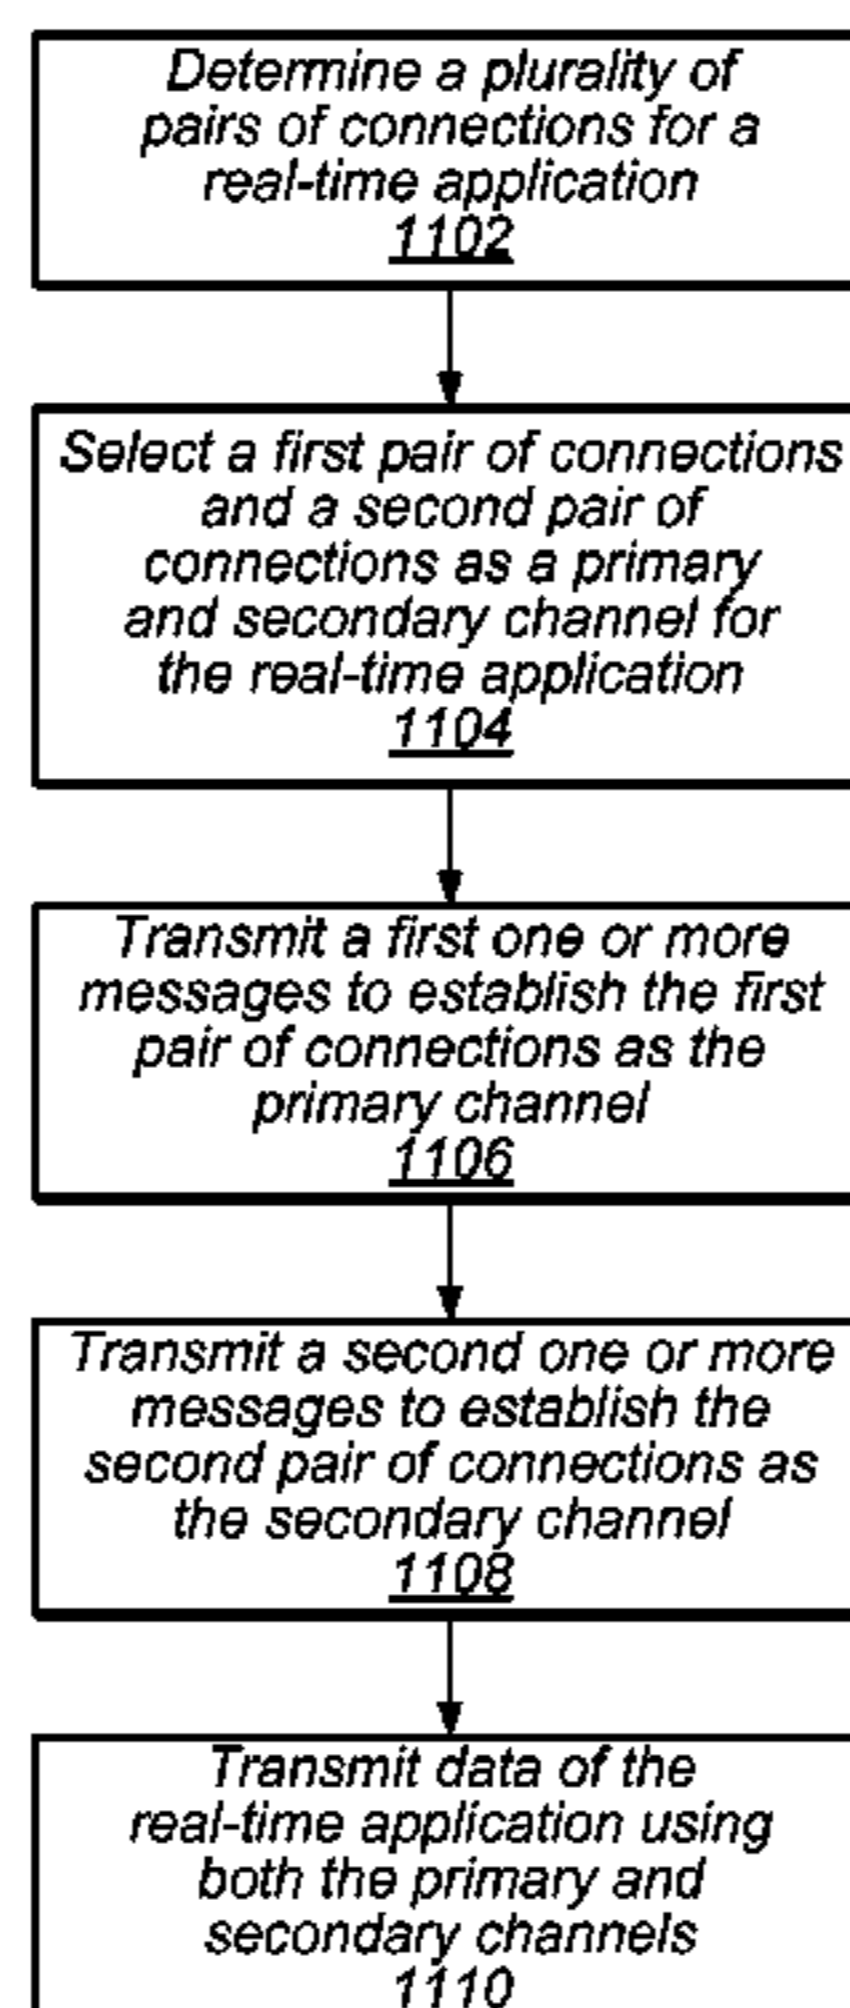 Determine a plurality of
pairs of connections for a
real-time application
1102
Select a first pair of connections
and a second pair of
connections as a primary
and secondary channel for
the real-time application
1104
Transmit a first one or more
messages to establish the first
pair of connections as the
primary channel
1106
Transmit a second one or more
messages to establish the
second pair of connections as
the secondary channel
1108
Transmit data of the
real-time application using
both the primary and
secondary channels
1110